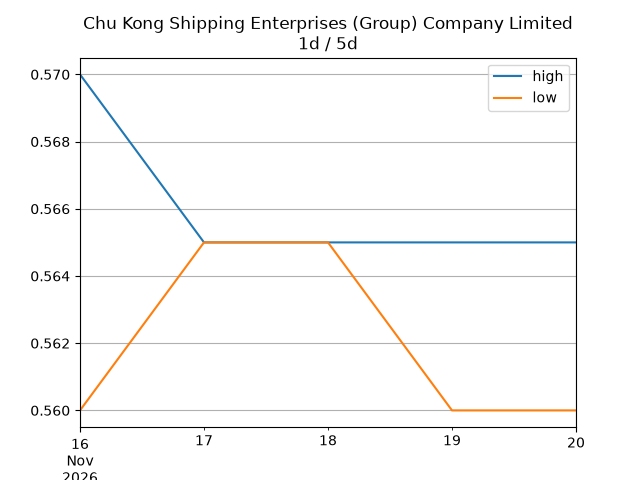 Chu Kong Shipping Enterprises (Group) Company Limited
1d / 5d
high
low
0.570
0.568
0.566
0.564
0.562
0.560
16 17 18 19 20
Nov
2026